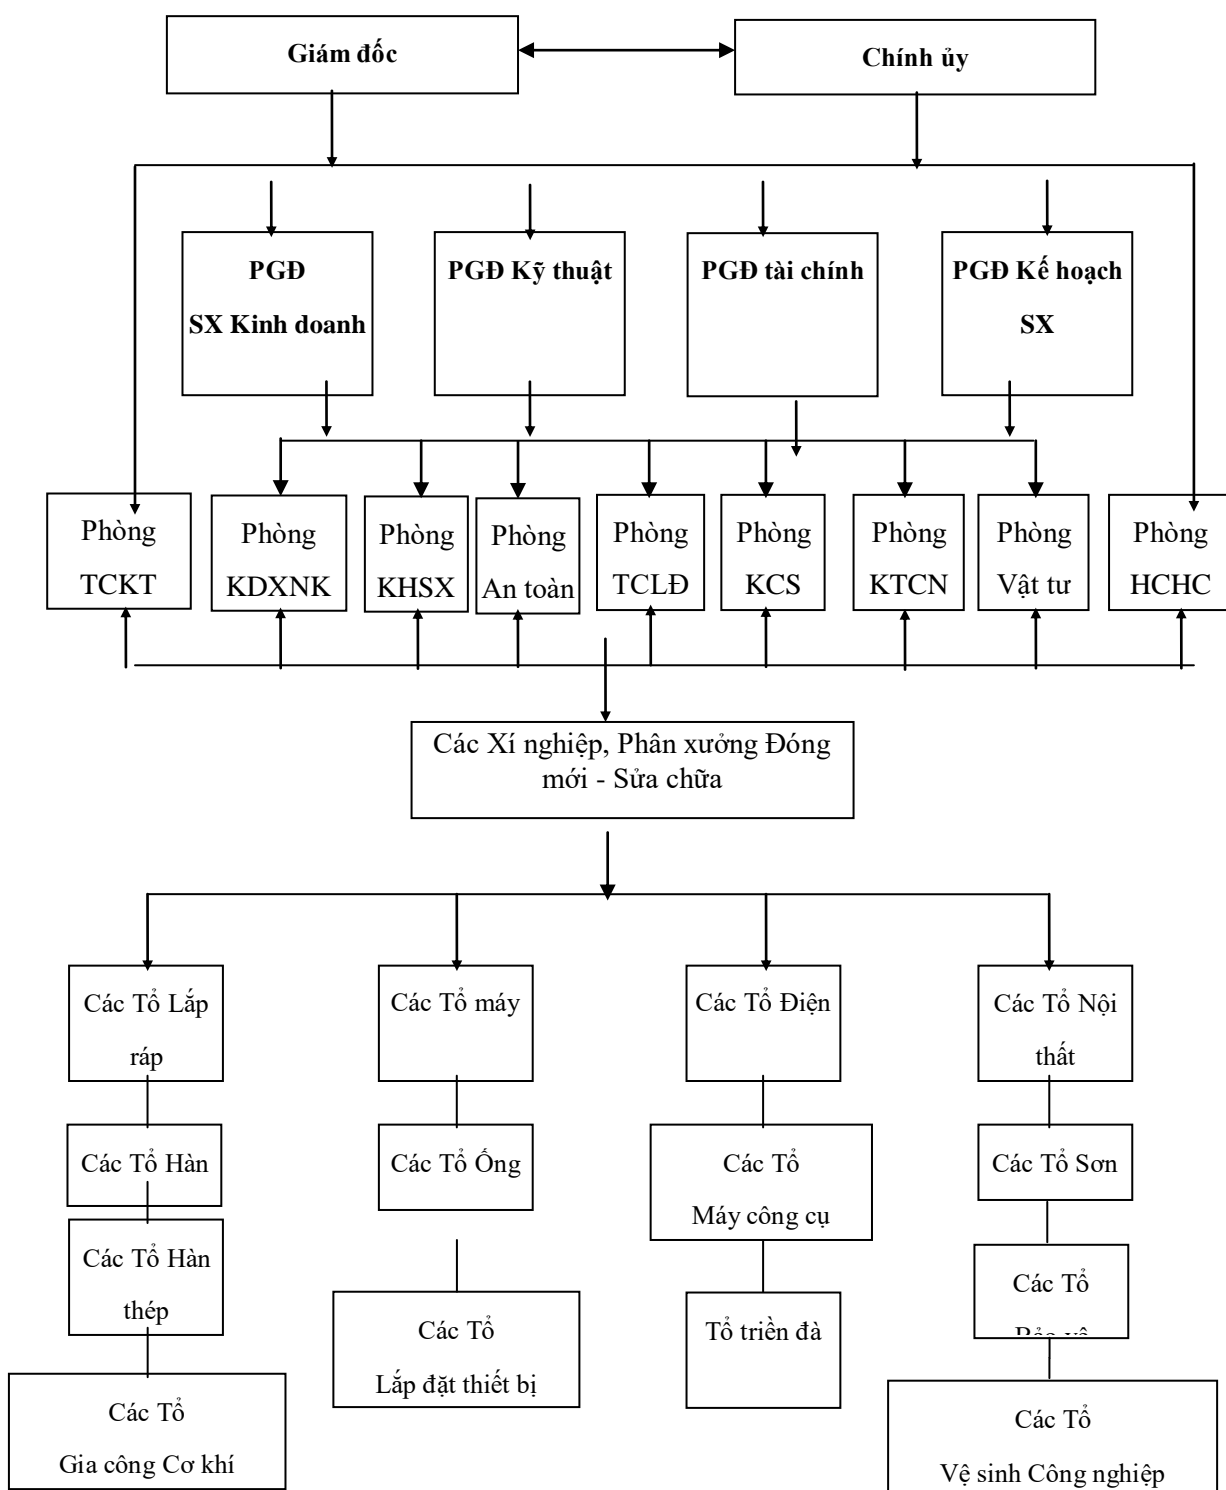 Giám đốc
Chính ủy
PGĐ
SX Kinh doanh
PGĐ Kỹ thuật
PGĐ tài chính
PGĐ Kế hoạch
SX
Phòng
TCKT
Phòng
KDXNK
Phòng
KHSX
Phòng
An toàn
Phòng
TCLĐ
Phòng
KCS
Phòng
KTCN
Phòng
Vật tư
Phòng
HCHC
Các Xí nghiệp, Phân xưởng Đóng
mới - Sửa chữa
Các Tổ Lắp
ráp
Các Tổ máy
Các Tổ Điện
Các Tổ Nội
thất
Các Tổ Hàn
Các Tổ Ống
Các Tổ
Máy công cụ
Các Tổ Sơn
Các Tổ Hàn
thép
Các Tổ
Lắp đặt thiết bị
Tổ triền đà
Các Tổ
Các Tổ
Gia công Cơ khí
Các Tổ
Vệ sinh Công nghiệp